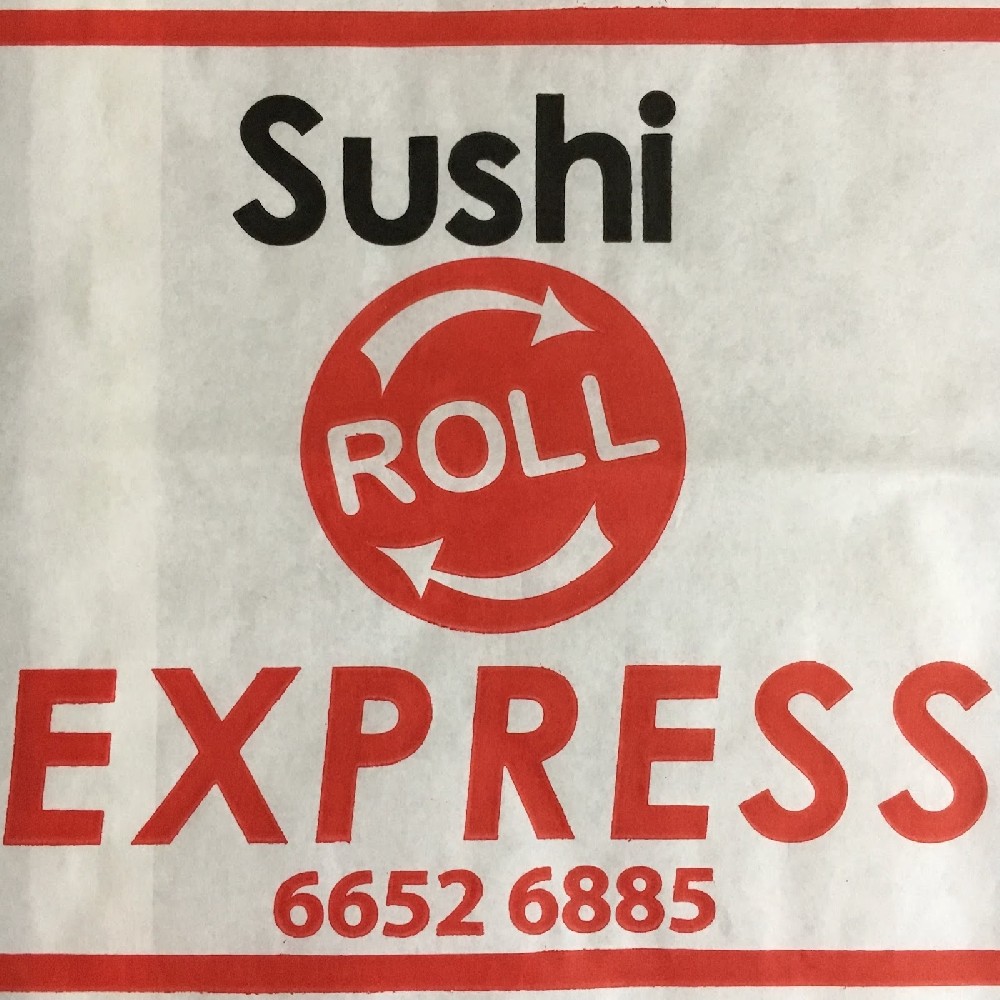 Sushi
ROLL
EXPRESS
6652 6885